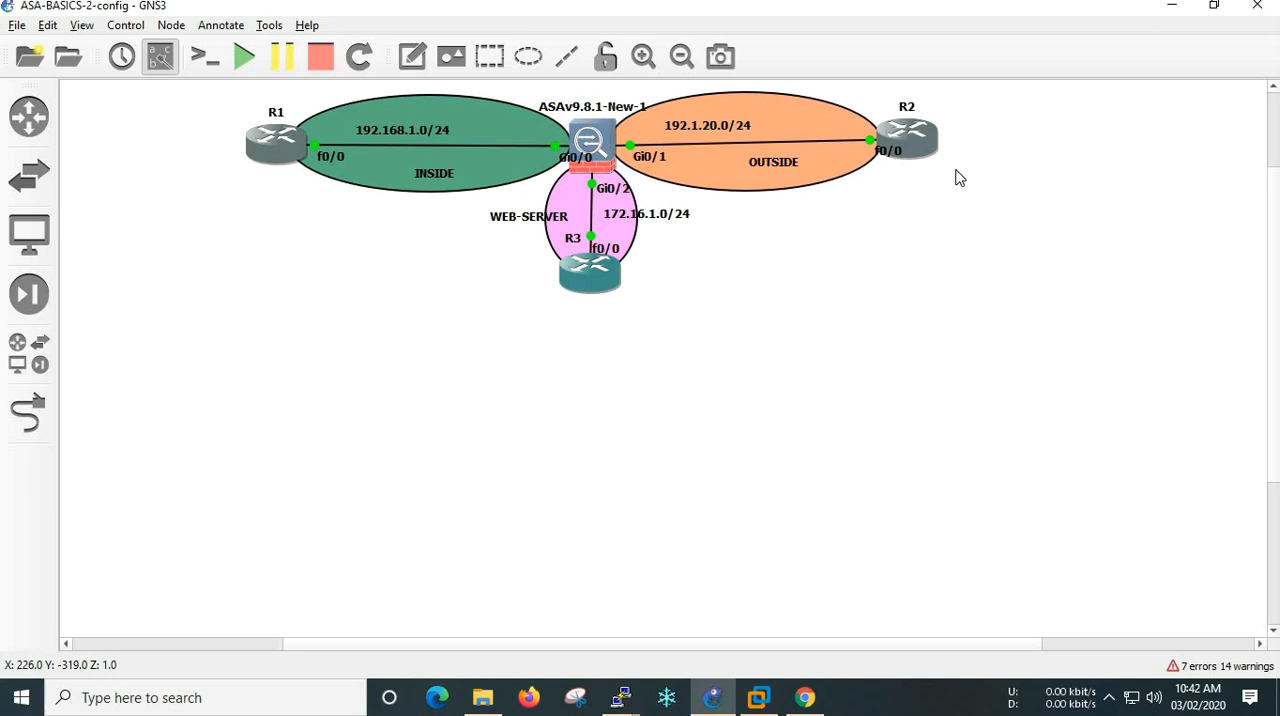 ASA-BASICS-2-config - GNS3
File Edit View Control Node Annotate Tools Help
R1
ASAv9.8.1-New-1
R2
192.168.1.0/24
192.1.20.0/24
f0/0
Gi0/0
Gi0/1
f0/0
INSIDE
OUTSIDE
Gi0/2
WEB-SERVER
172.16.1.0/24
R3
f0/0
X: 226.0 Y: -319.0 Z: 1.0
7 errors 14 warnings
Type here to search
U: 0.00 kbit/s
D: 0.00 kbit/s
10:42 AM
03/02/2020